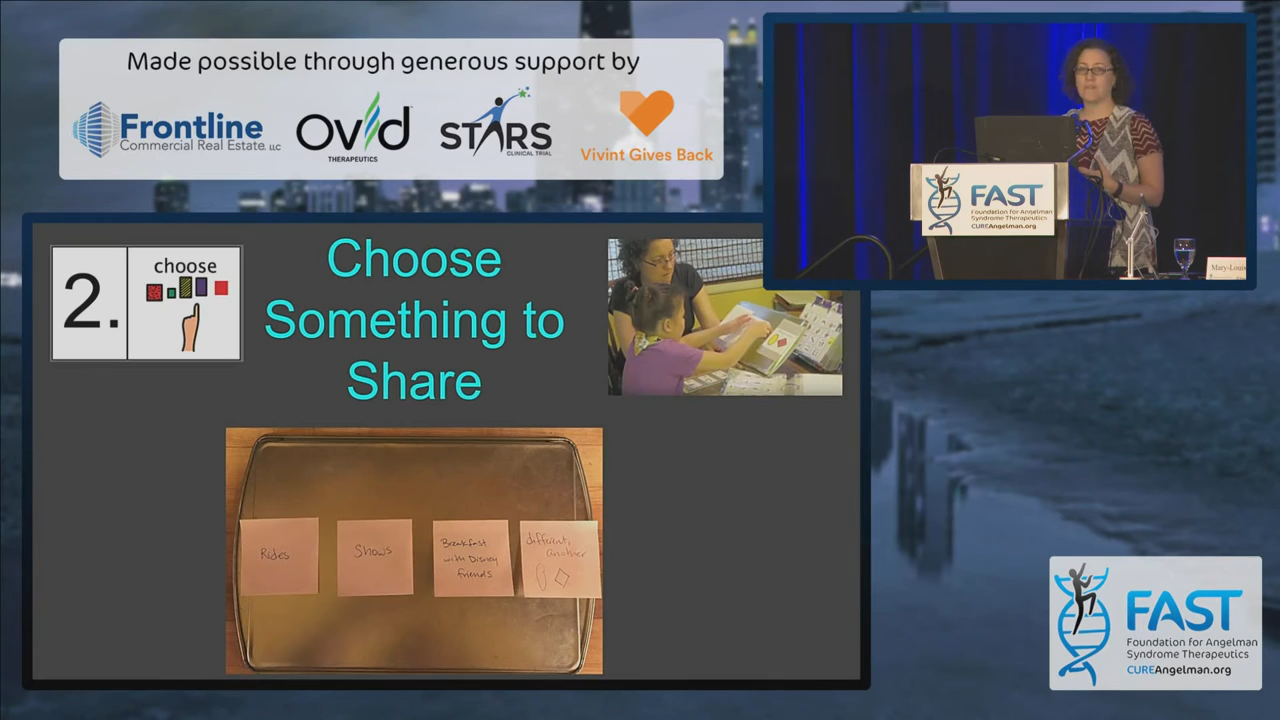 Made possible through generous support by
Frontline
Commercial Real Estate, LLC
OVID
THERAPEUTICS
STARS
CLINICAL TRIAL
Vivint Gives Back
FAST
Foundation for Angelman
Syndrome Therapeutics
CUREAngelman.org
Mary-Louis
2.
choose
Choose
Something to
Share
Rides
Shows
Breakfast
with Disney
friends
different,
another
FAST
Foundation for Angelman
Syndrome Therapeutics
CUREAngelman.org